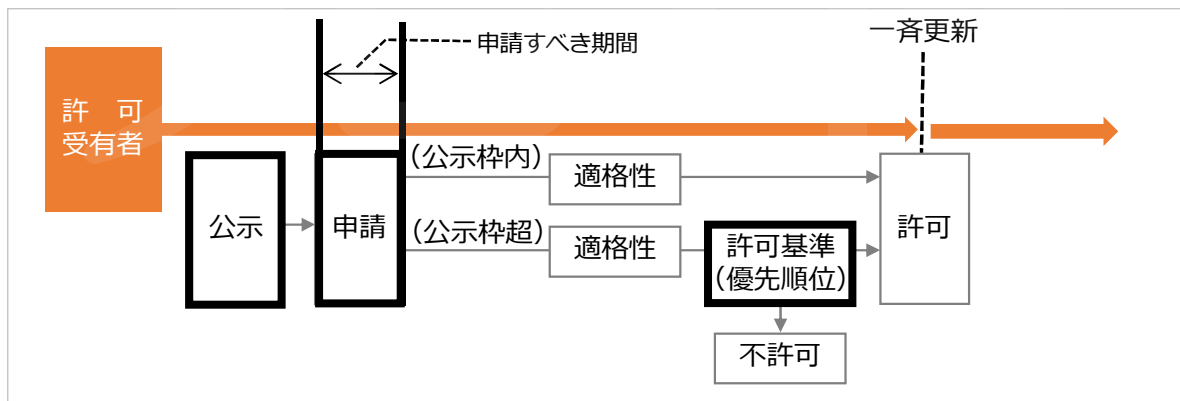 申請すべき期間
一斉更新
許　可
受有者
公示
申請
（公示枠内）
適格性
（公示枠超）
適格性
許可基準
（優先順位）
許可
不許可